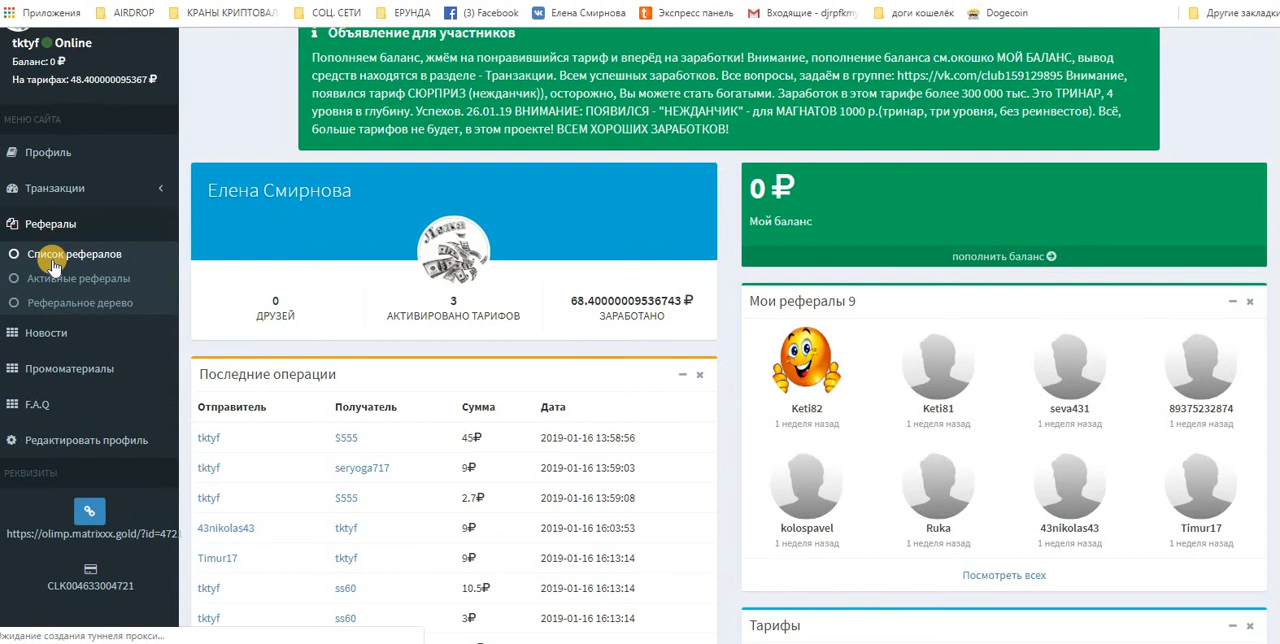 Приложения AIRDROP КРАНЫ КРИПТОВАЛ СОЦ. СЕТИ ЕРУНДА (3) Facebook Елена Смирнова Экспресс панель Входящие - djrpfkmy доги кошелёк Dogecoin Другие закладки
tktyf Online
Баланс: 0 ₽
На тарифах: 48.400000095367 ₽
МЕНЮ САЙТА
Профиль
Транзакции
Рефералы
Список рефералов
Активные рефералы
Реферальное дерево
Новости
Промоматериалы
F.A.Q
Редактировать профиль
РЕКВИЗИТЫ
https://olimp.matrixxx.gold/?id=472
CLK004633004721
Ожидание создания туннеля прокси...
Объявление для участников
Пополняем баланс, жмём на понравившийся тариф и вперёд на заработки! Внимание, пополнение баланса см.окошко МОЙ БАЛАНС, вывод
средств находятся в разделе - Транзакции. Всем успешных заработков. Все вопросы, задаём в группе: https://vk.com/club159129895 Внимание,
появился тариф СЮРПРИЗ (нежданчик)), осторожно, Вы можете стать богатыми. Заработок в этом тарифе более 300 000 тыс. Это ТРИНАР, 4
уровня в глубину. Успехов. 26.01.19 ВНИМАНИЕ: ПОЯВИЛСЯ - "НЕЖДАНЧИК" - для МАГНАТОВ 1000 р.(тринар, три уровня, без реинвестов). Всё,
больше тарифов не будет, в этом проекте! ВСЕМ ХОРОШИХ ЗАРАБОТКОВ!
Елена Смирнова
Лена
0
ДРУЗЕЙ
3
АКТИВИРОВАНО ТАРИФОВ
68.40000009536743 ₽
ЗАРАБОТАНО
Последние операции
Отправитель Получатель Сумма Дата
tktyf S555 45₽ 2019-01-16 13:58:56
tktyf seryoga717 9₽ 2019-01-16 13:59:03
tktyf S555 2.7₽ 2019-01-16 13:59:08
43nikolas43 tktyf 9₽ 2019-01-16 16:03:53
Timur17 tktyf 9₽ 2019-01-16 16:13:14
tktyf ss60 10.5₽ 2019-01-16 16:13:14
tktyf ss60 3₽ 2019-01-16 16:13:14
0 ₽
Мой баланс
пополнить баланс
Мои рефералы 9
Keti82 Keti81 seva431 89375232874
1 неделя назад 1 неделя назад 1 неделя назад 1 неделя назад
kolospavel Ruka 43nikolas43 Timur17
1 неделя назад 1 неделя назад 1 неделя назад 1 неделя назад
Посмотреть всех
Тарифы